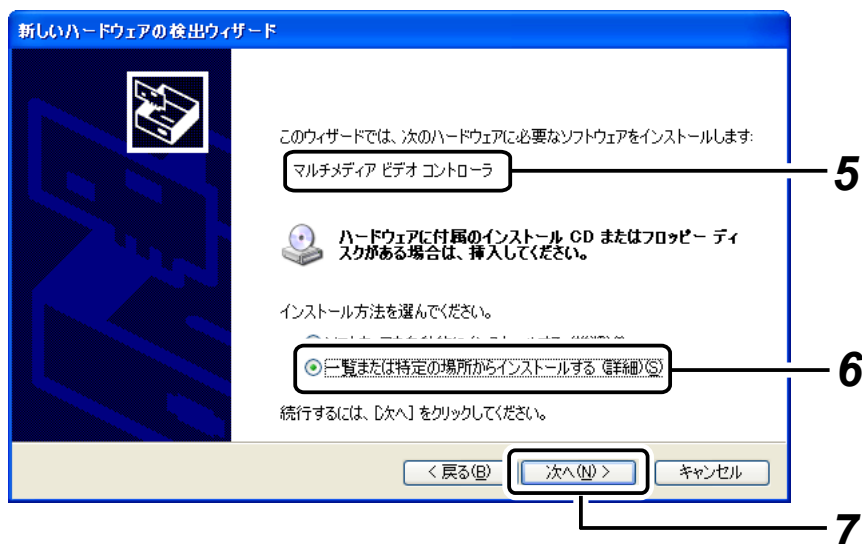 新しいハードウェアの検出ウィザード
このウィザードでは、次のハードウェアに必要なソフトウェアをインストールします:
マルチメディア ビデオ コントローラ
5
ハードウェアに付属のインストール CD またはフロッピー ディ
スクがある場合は、挿入してください。
インストール方法を選んでください。
一覧または特定の場所からインストールする (詳細)(S)
6
続行するには、[次へ] をクリックしてください。
< 戻る(B)
次へ(N) >
キャンセル
7